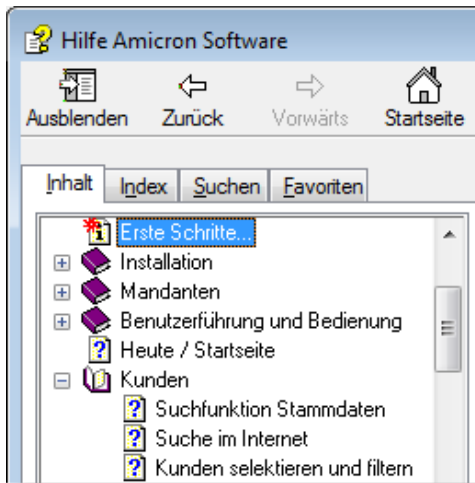 Hilfe Amicron Software
Ausblenden Zurück Vorwärts Startseite
Inhalt Index Suchen Favoriten
Erste Schritte...
Installation
Mandanten
Benutzerführung und Bedienung
Heute / Startseite
Kunden
Suchfunktion Stammdaten
Suche im Internet
Kunden selektieren und filtern